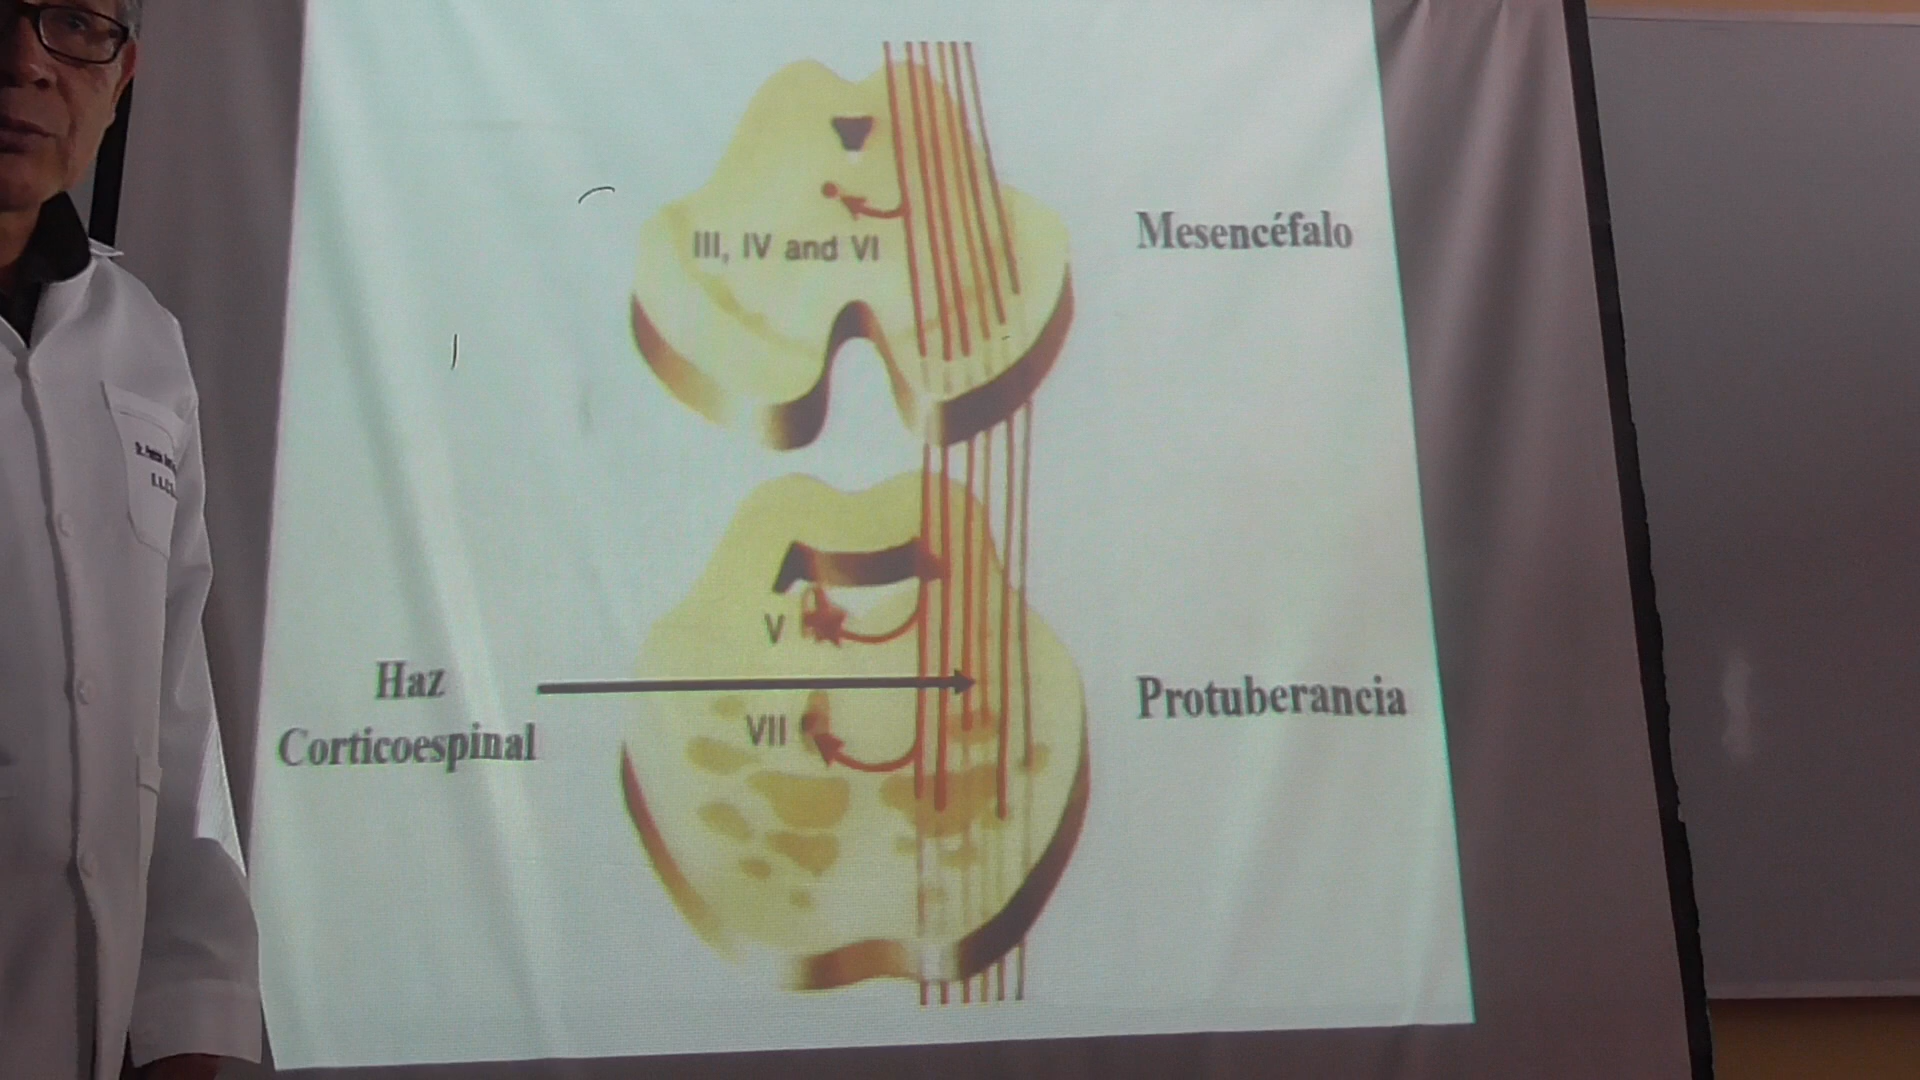 III, IV and VI
Mesencéfalo
V
Haz
Corticoespinal
Protuberancia
VII